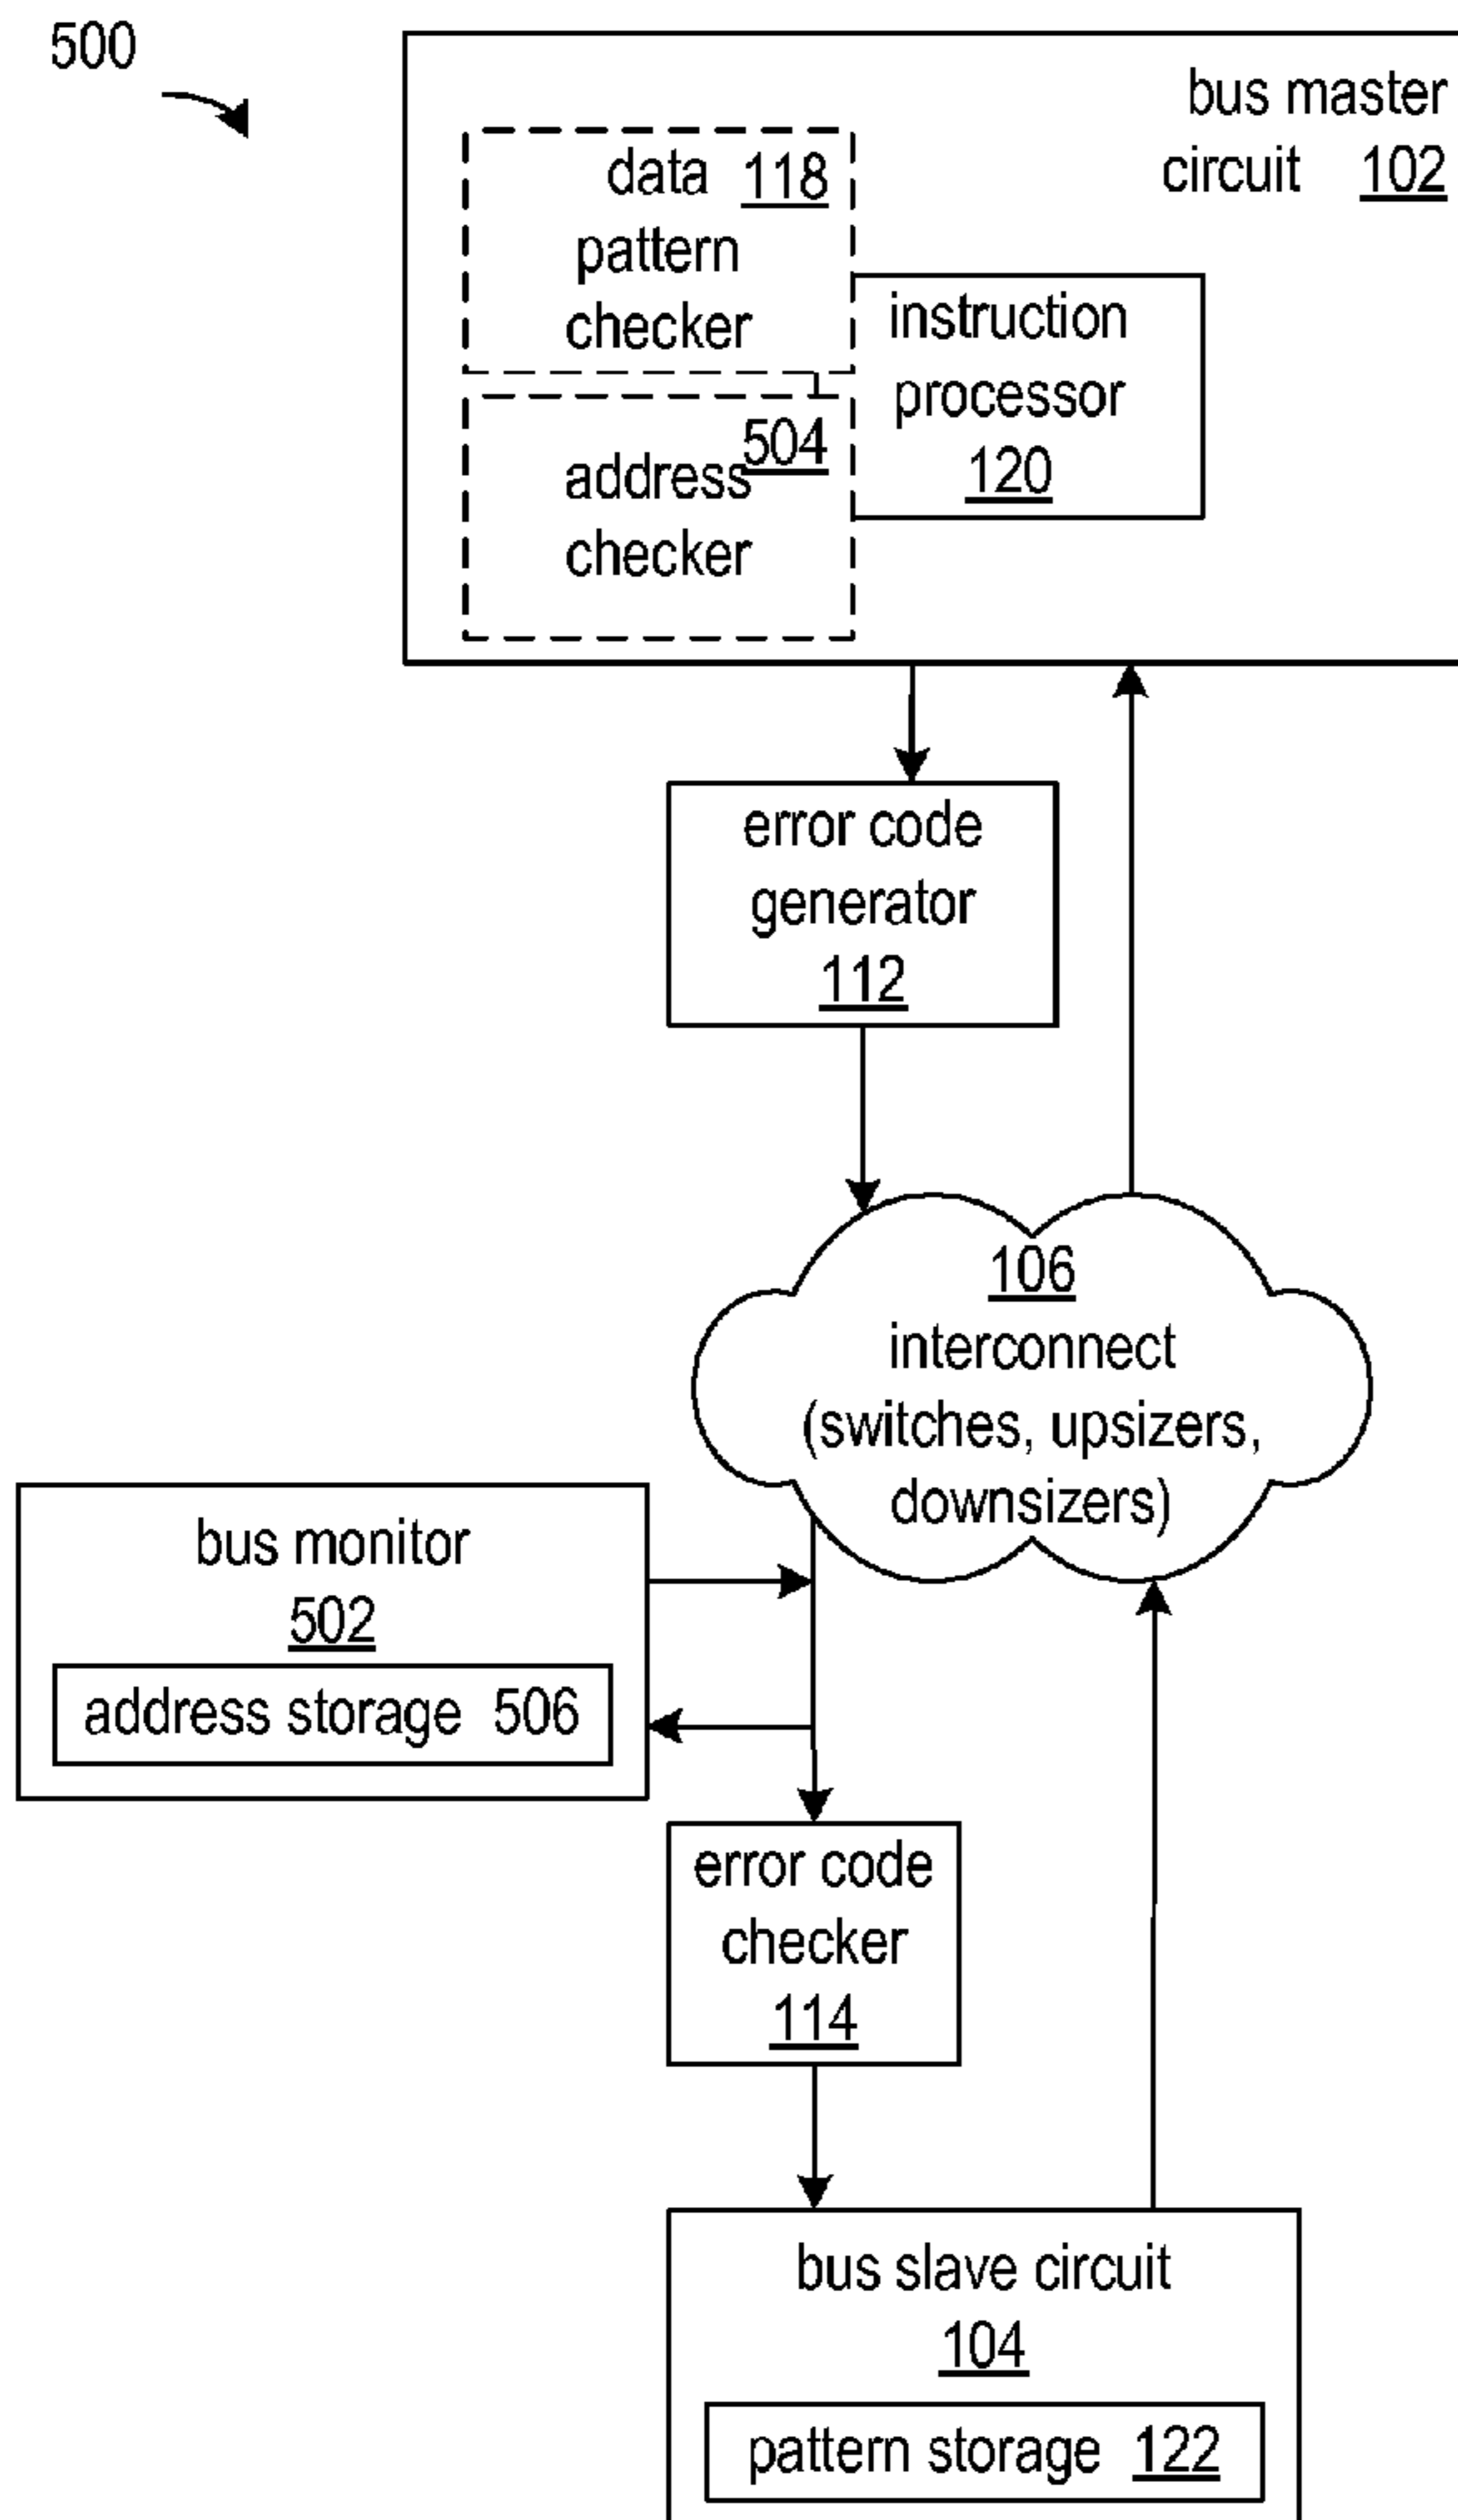 500
bus master
circuit 102
data 118
pattern
checker
instruction
processor
120
504
address
checker
error code
generator
112
106
interconnect
(switches, upsizers,
downsizers)
bus monitor
502
address storage 506
error code
checker
114
bus slave circuit
104
pattern storage 122